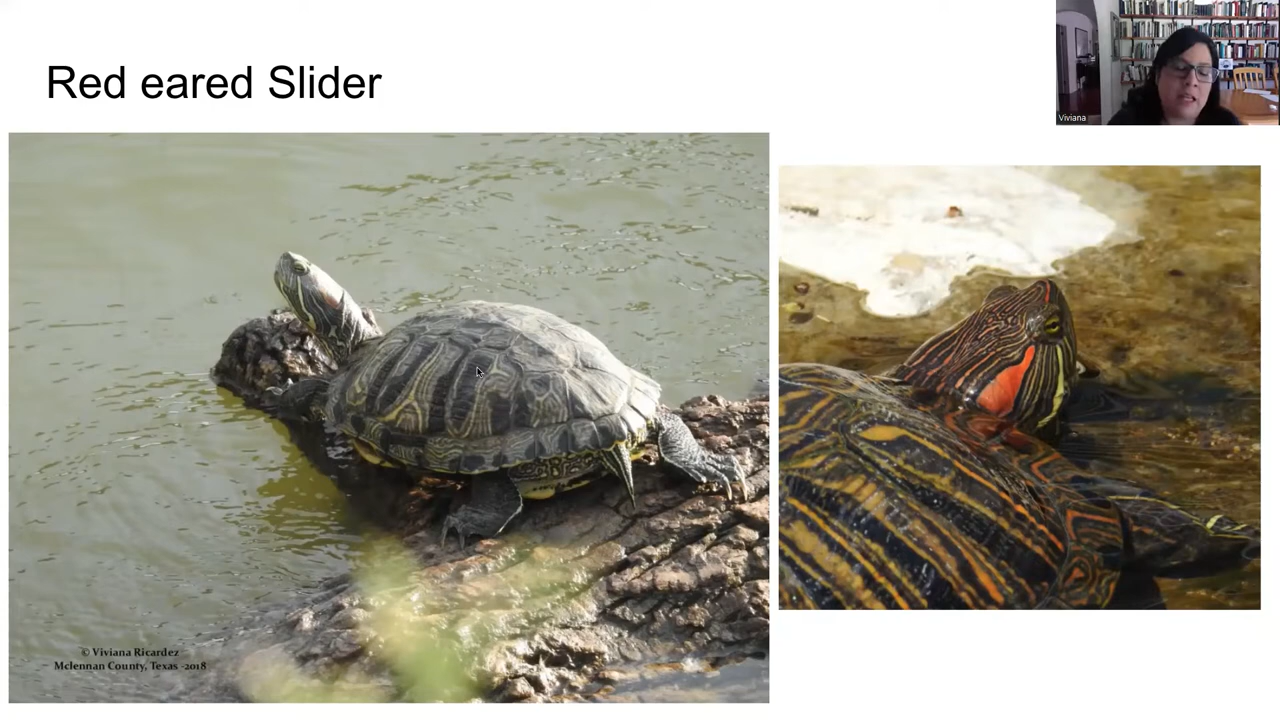 Red eared Slider
Viviana
© Viviana Ricardez
Mclennan County, Texas -2018